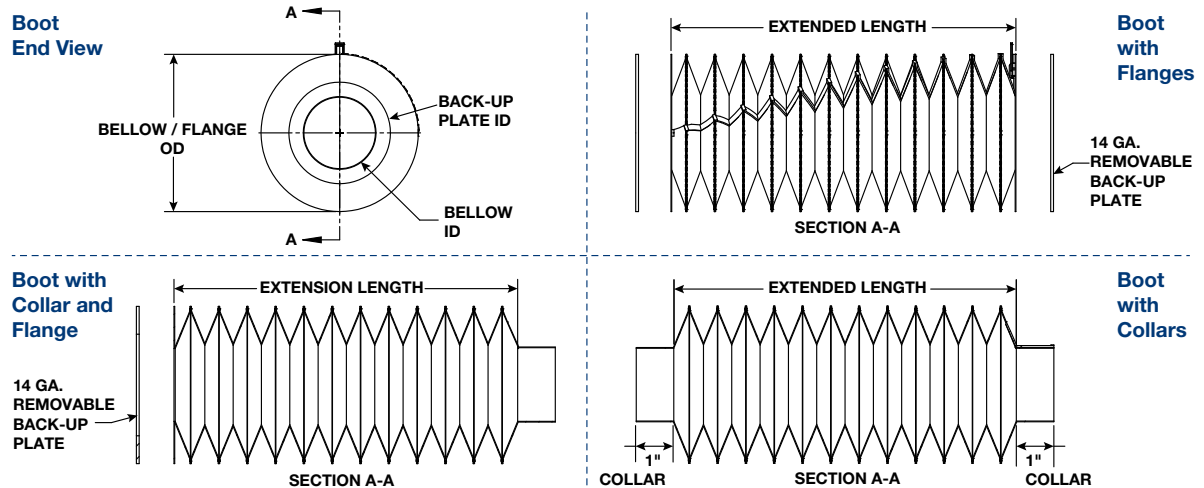 Boot
End View
A
BELLOW / FLANGE
OD
BACK-UP
PLATE ID
BELLOW
ID
A
Boot
with
Flanges
EXTENDED LENGTH
14 GA.
REMOVABLE
BACK-UP
PLATE
SECTION A-A
Boot with
Collar and
Flange
EXTENSION LENGTH
14 GA.
REMOVABLE
BACK-UP
PLATE
SECTION A-A
Boot
with
Collars
EXTENDED LENGTH
1"
COLLAR
SECTION A-A
1"
COLLAR